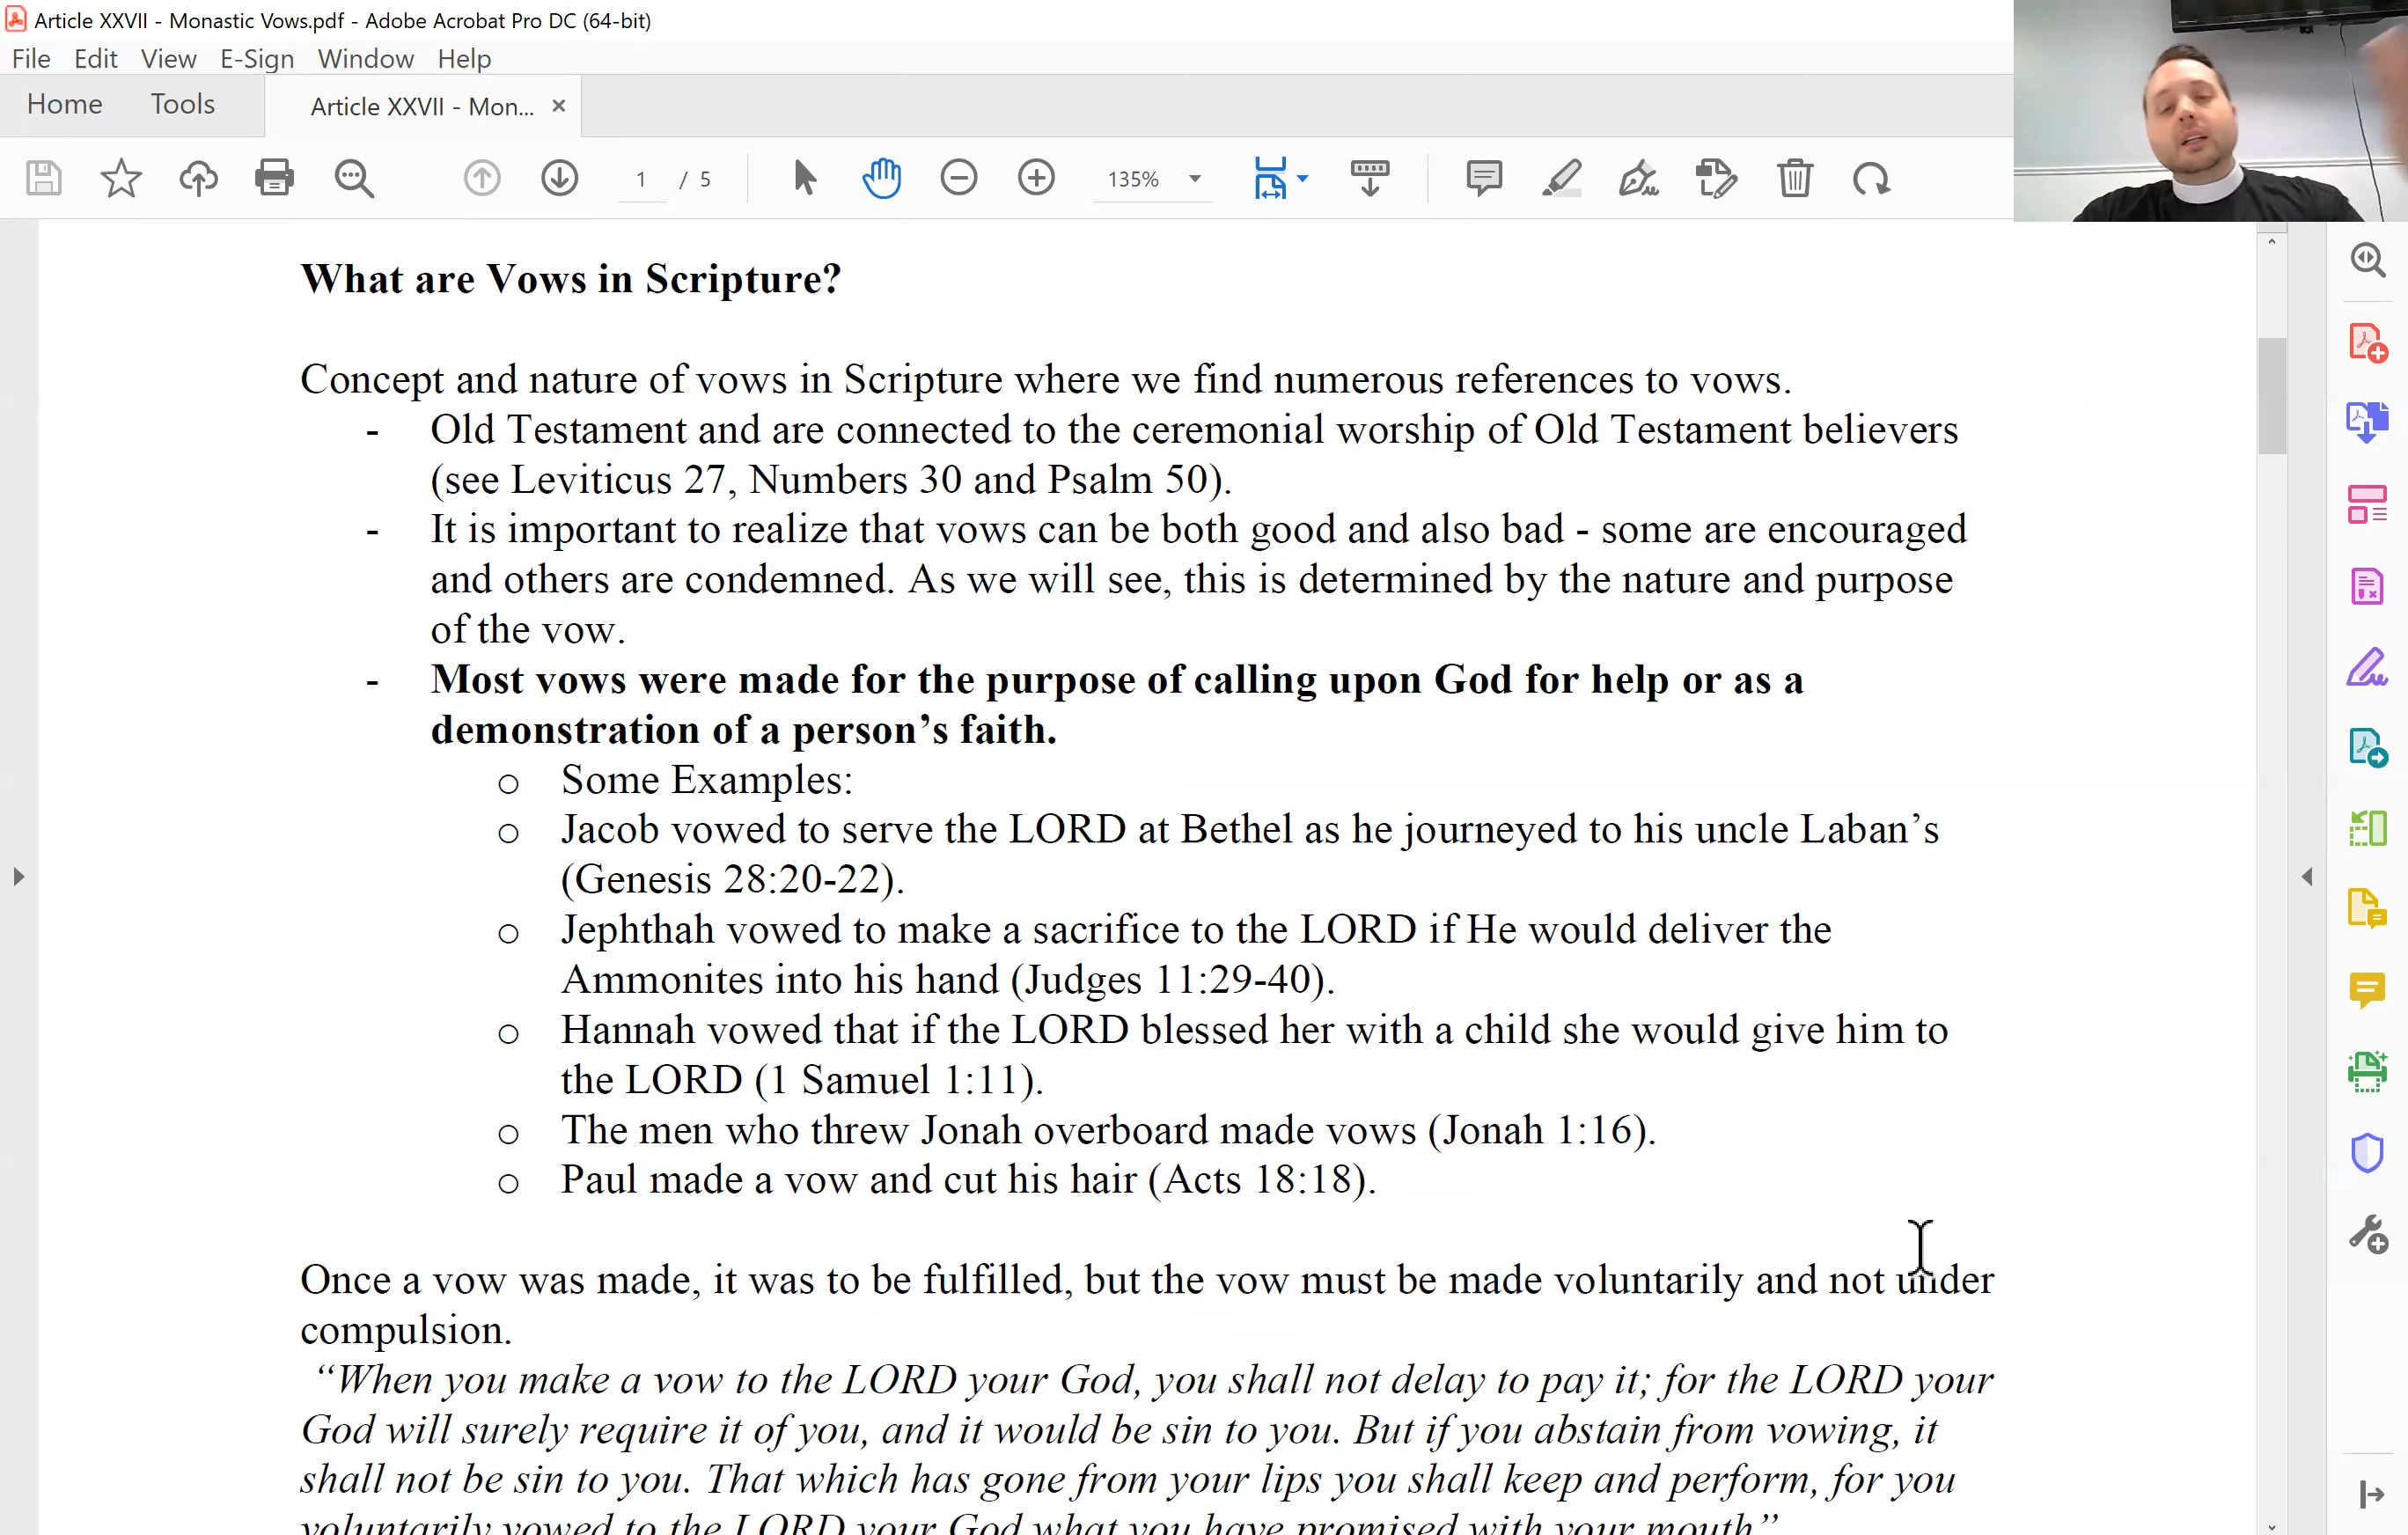 Article XXVII - Monastic Vows.pdf - Adobe Acrobat Pro DC (64-bit)
File Edit View E-Sign Window Help
Home Tools Article XXVII - Mon... ×
1 / 5 135%
What are Vows in Scripture?
Concept and nature of vows in Scripture where we find numerous references to vows.
- Old Testament and are connected to the ceremonial worship of Old Testament believers
(see Leviticus 27, Numbers 30 and Psalm 50).
- It is important to realize that vows can be both good and also bad - some are encouraged
and others are condemned. As we will see, this is determined by the nature and purpose
of the vow.
- Most vows were made for the purpose of calling upon God for help or as a
demonstration of a person’s faith.
o Some Examples:
o Jacob vowed to serve the LORD at Bethel as he journeyed to his uncle Laban’s
(Genesis 28:20-22).
o Jephthah vowed to make a sacrifice to the LORD if He would deliver the
Ammonites into his hand (Judges 11:29-40).
o Hannah vowed that if the LORD blessed her with a child she would give him to
the LORD (1 Samuel 1:11).
o The men who threw Jonah overboard made vows (Jonah 1:16).
o Paul made a vow and cut his hair (Acts 18:18).
Once a vow was made, it was to be fulfilled, but the vow must be made voluntarily and not under
compulsion.
“When you make a vow to the LORD your God, you shall not delay to pay it; for the LORD your
God will surely require it of you, and it would be sin to you. But if you abstain from vowing, it
shall not be sin to you. That which has gone from your lips you shall keep and perform, for you
voluntarily vowed to the LORD your God what you have promised with your mouth”